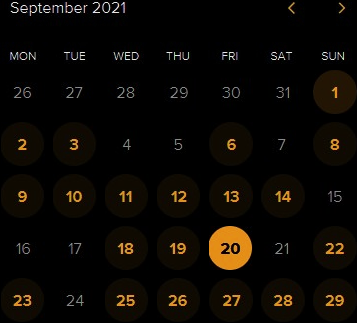 September 2021
MON TUE WED THU FRI SAT SUN
26 27 28 29 30 31 1
2 3 4 5 6 7 8
9 10 11 12 13 14 15
16 17 18 19 20 21 22
23 24 25 26 27 28 29